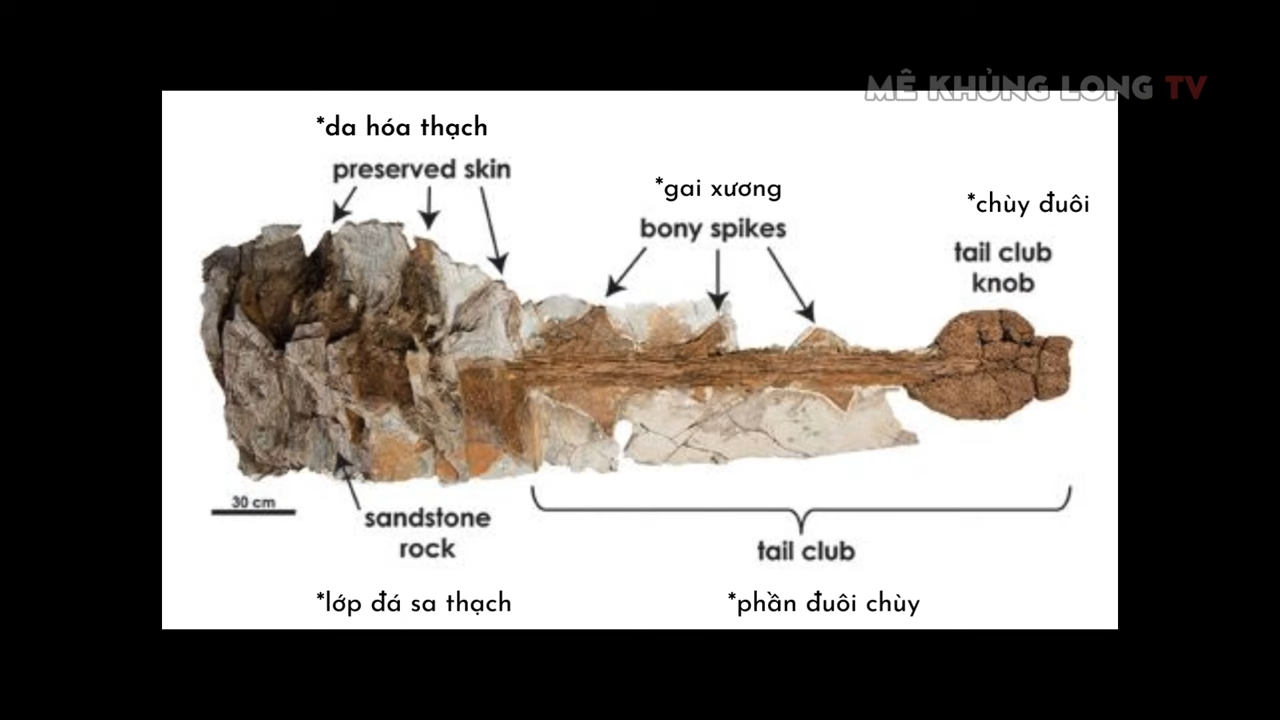 MÊ KHỦNG LONG TV
*da hóa thạch
preserved skin
*gai xương
bony spikes
*chùy đuôi
tail club
knob
30 cm
sandstone
rock
tail club
*lớp đá sa thạch
*phần đuôi chùy